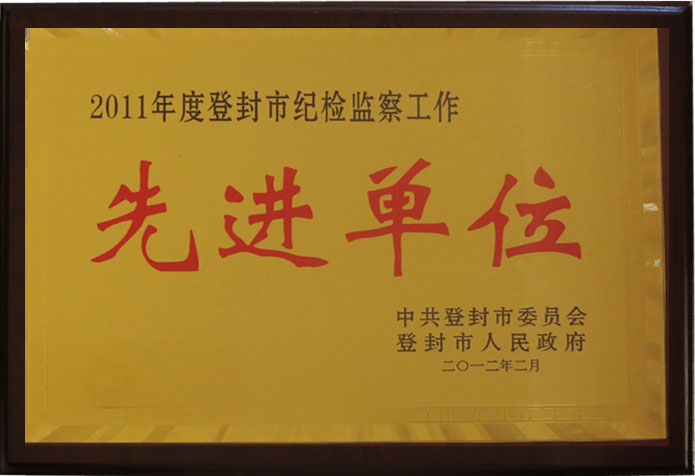 2011年度登封市纪检监察工作
先进单位
中共登封市委员会
登封市人民政府
二〇一二年二月